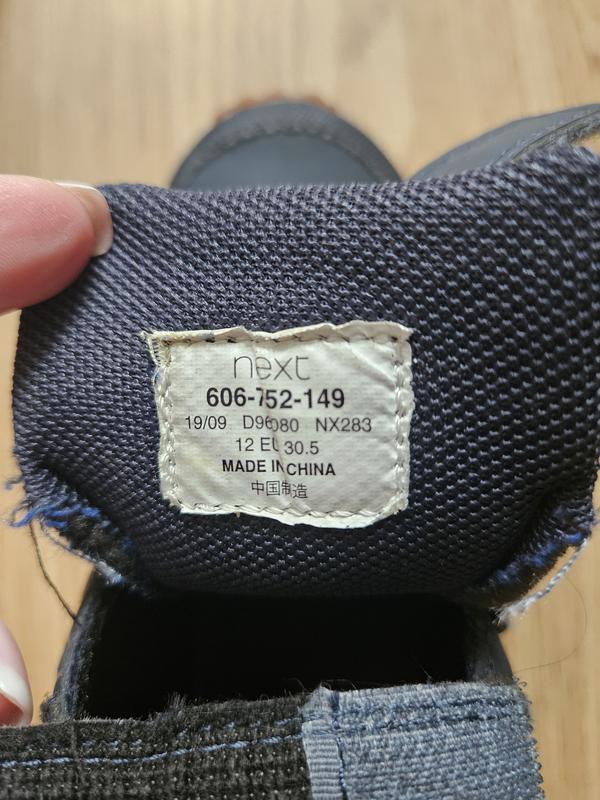 next
606-752-149
19/09 D96080 NX283
12 EU 30.5
MADE IN CHINA
中国制造